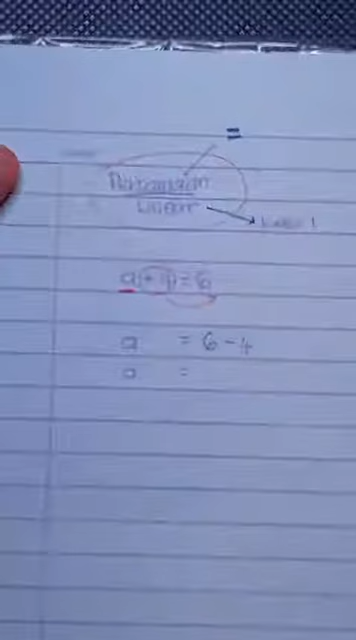 =
Persamaan
Linear
a + 4 = 6
a = 6 - 4
a =